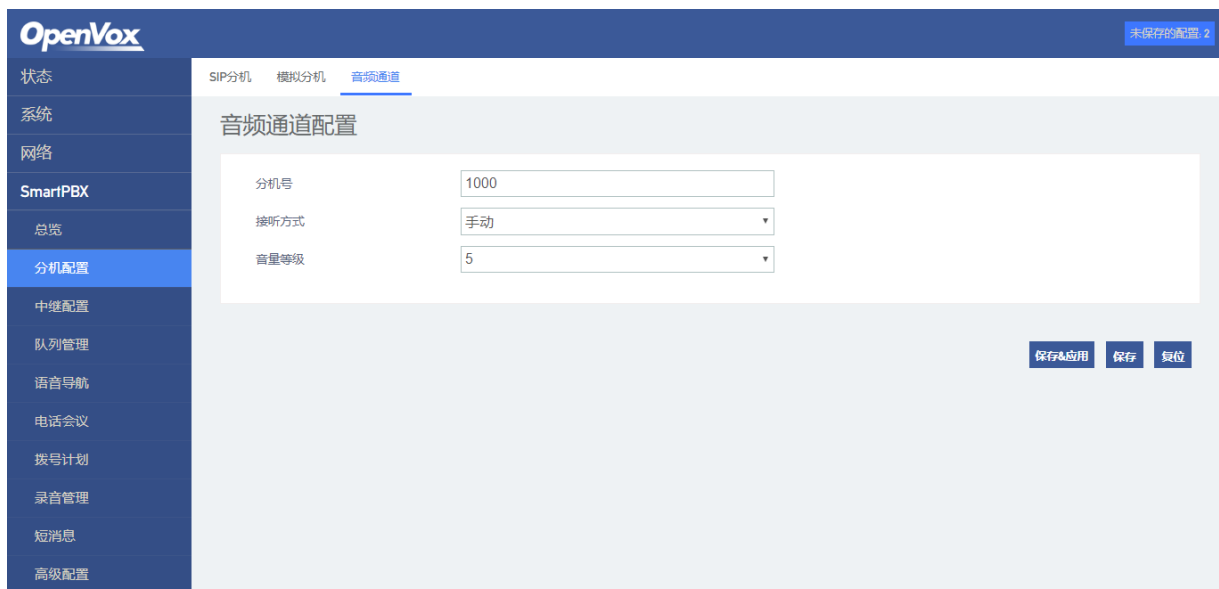 OpenVox
未保存的配置: 2
状态
系统
网络
SmartPBX
总览
分机配置
中继配置
队列管理
语音导航
电话会议
拨号计划
录音管理
短消息
高级配置
SIP分机 模拟分机 音频通道
音频通道配置
分机号 1000
接听方式 手动
音量等级 5
保存&应用 保存 复位